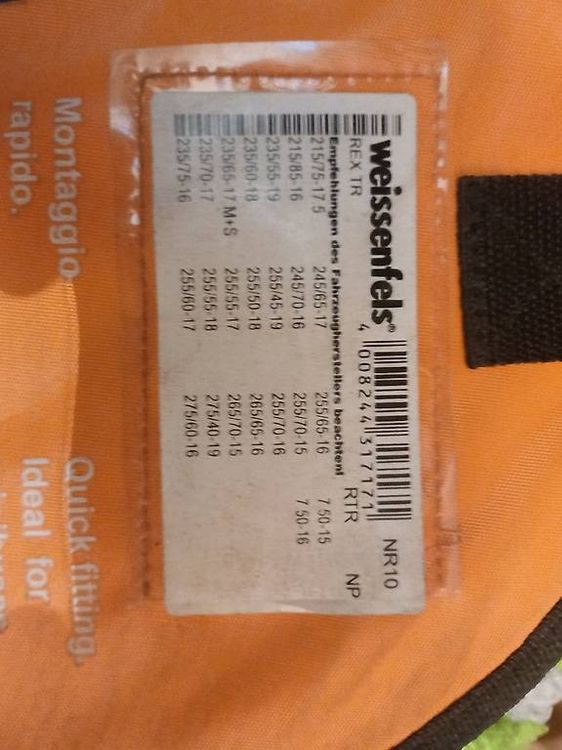 weissenfels® NR10
4 008244 317171
REX TR RTR NP
Empfehlungen des Fahrzeugherstellers beachten!
215/75-17.5 245/65-17 255/65-16 7 50-15
215/85-16 245/70-16 255/70-15 7 50-16
235/55-19 255/45-19 255/70-16
235/60-18 255/50-18 265/65-16
235/65-17 M+S 255/55-17 265/70-15
235/70-17 255/55-18 275/40-19
235/75-16 255/60-17 275/60-16
Montaggio
rapido.
Quick fitting.
Ideal for